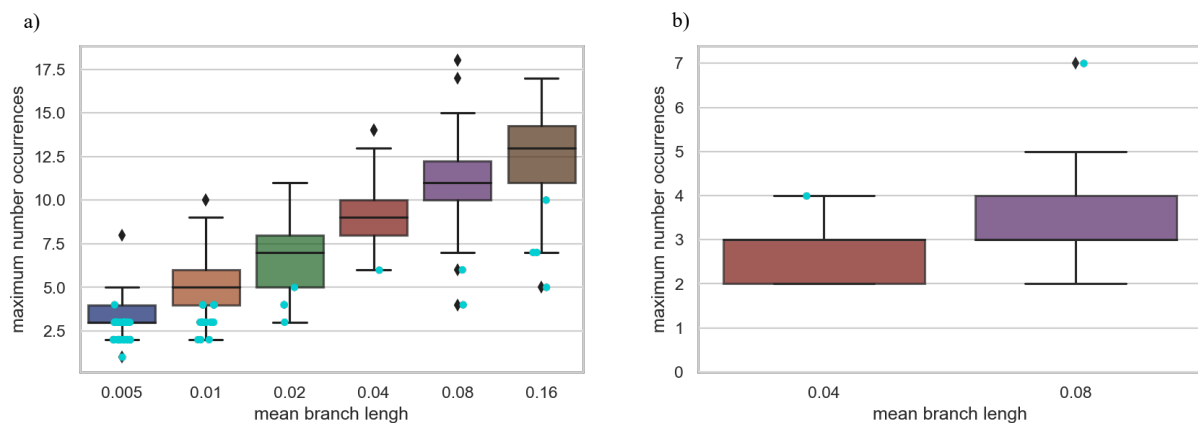 a)
maximum number occurrences
17.5
15.0
12.5
10.0
7.5
5.0
2.5
0.005 0.01 0.02 0.04 0.08 0.16
mean branch lengh
b)
maximum number occurrences
7
6
5
4
3
2
1
0
0.04 0.08
mean branch lengh